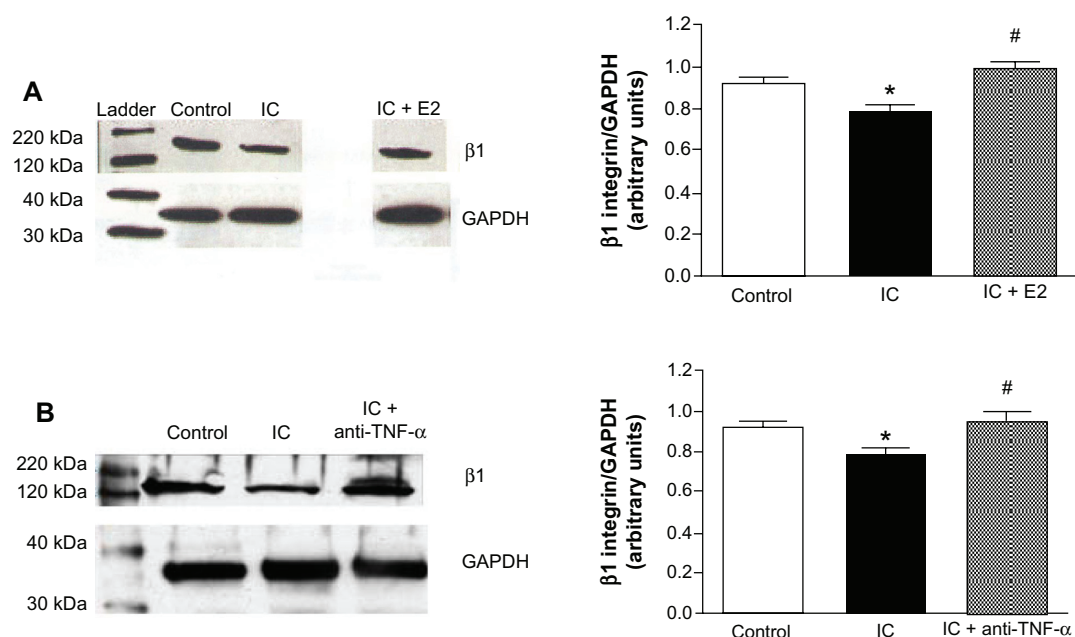 A
Ladder Control IC IC + E2
220 kDa
120 kDa
β1
40 kDa
30 kDa
GAPDH
β1 integrin/GAPDH
(arbitrary units)
1.2
1.0
0.8
0.6
0.4
0.2
0.0
*
#
Control IC IC + E2
B
Control IC IC +
anti-TNF-α
220 kDa
120 kDa
β1
40 kDa
30 kDa
GAPDH
β1 integrin/GAPDH
(arbitrary units)
1.2
1.0
0.8
0.6
0.4
0.2
0.0
*
#
Control IC IC + anti-TNF-α